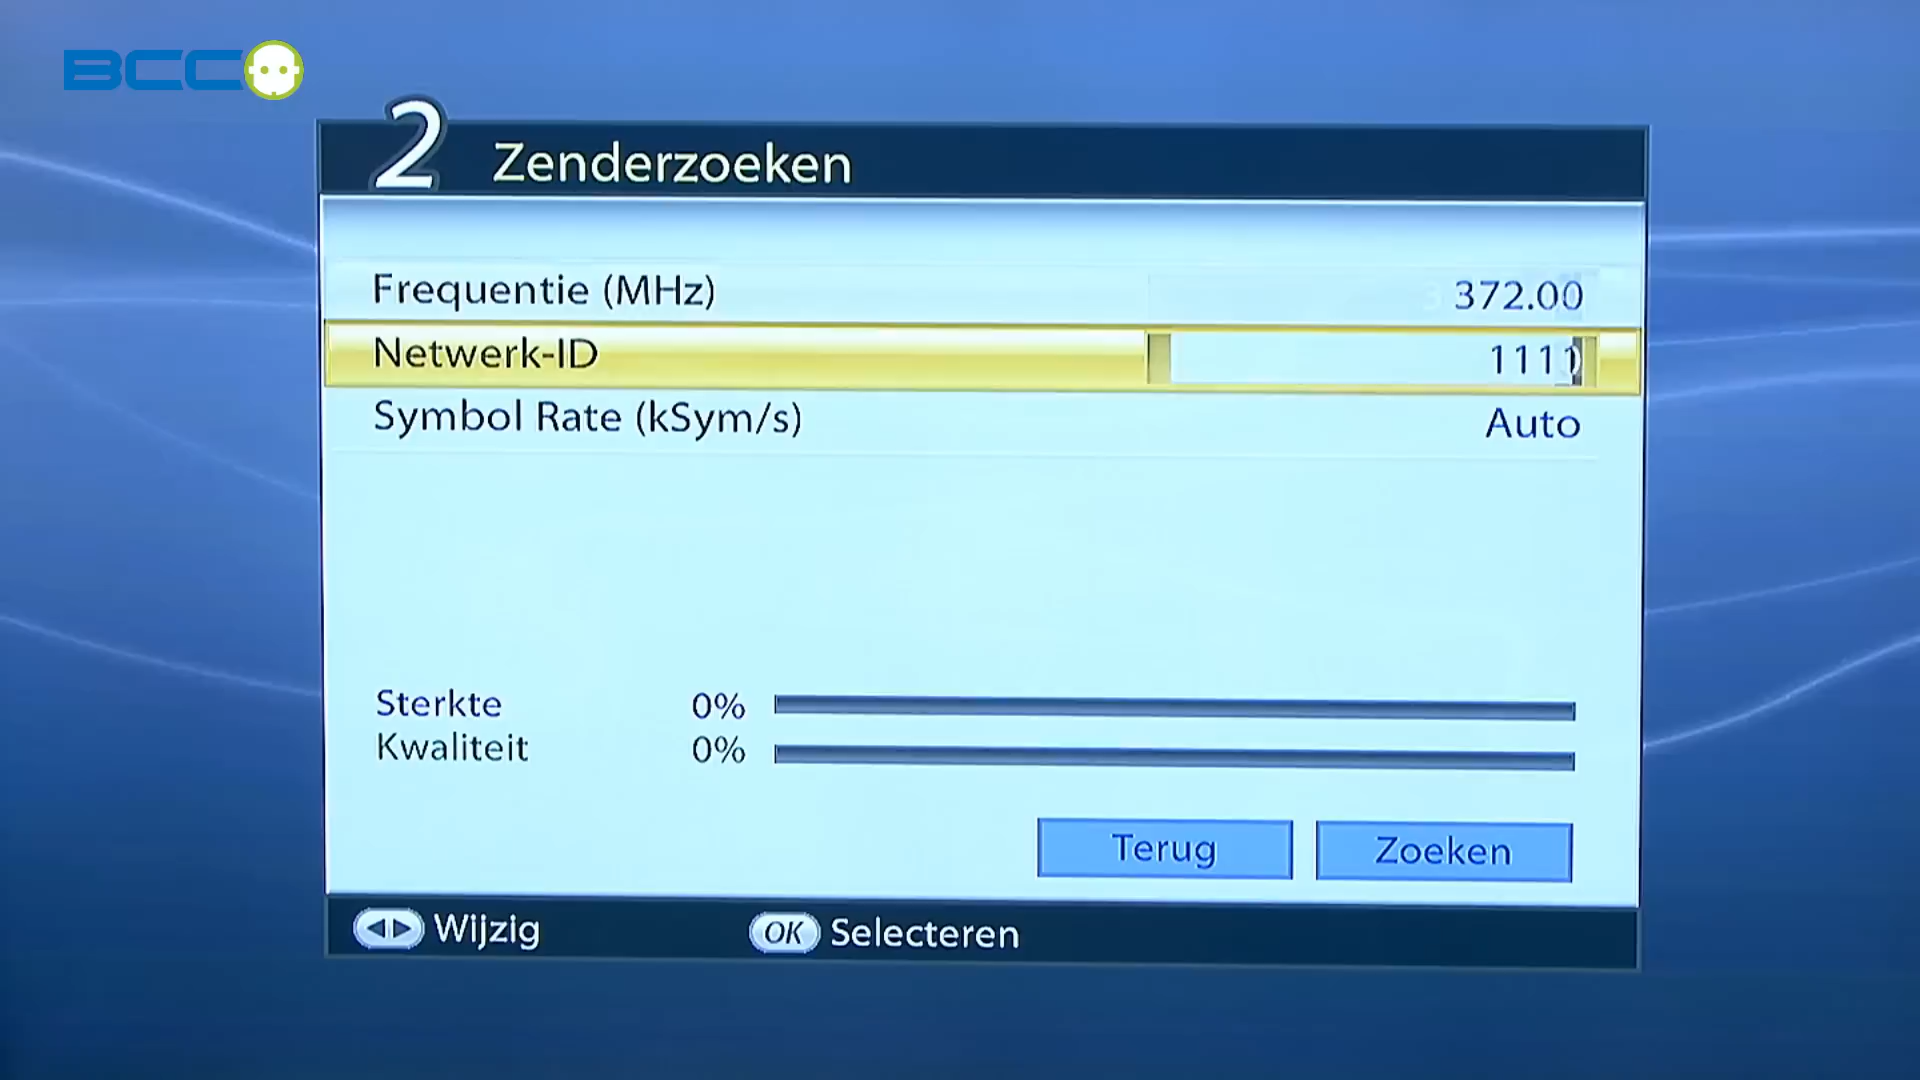 BCC
2 Zenderzoeken
Frequentie (MHz) 372.00
Netwerk-ID 1111
Symbol Rate (kSym/s) Auto
Sterkte 0%
Kwaliteit 0%
Terug Zoeken
Wijzig OK Selecteren